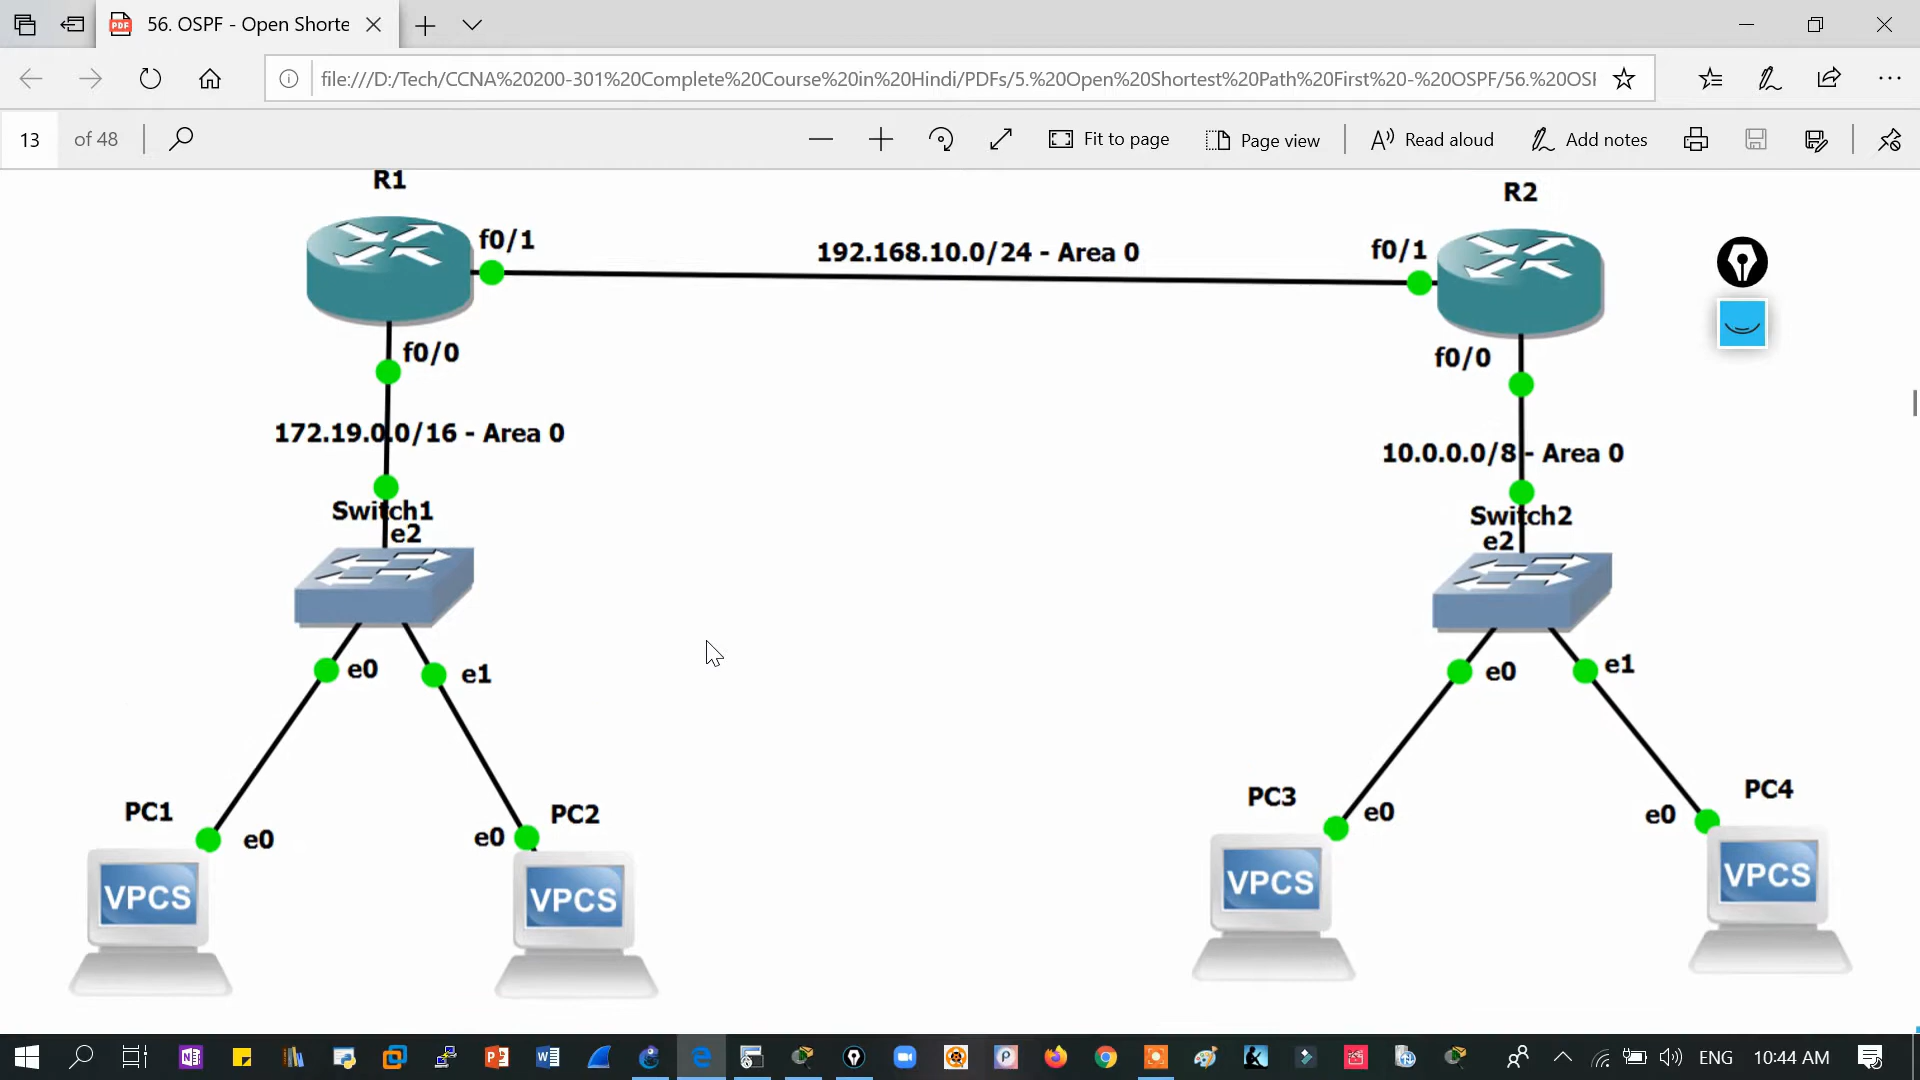 56. OSPF - Open Shorte
file:///D:/Tech/CCNA%20200-301%20Complete%20Course%20in%20Hindi/PDFs/5.%20Open%20Shortest%20Path%20First%20-%20OSPF/56.%20OSP
13 of 48
Fit to page
Page view
Read aloud
Add notes
R1
R2
f0/1
192.168.10.0/24 - Area 0
f0/1
f0/0
f0/0
172.19.0.0/16 - Area 0
10.0.0.0/8 - Area 0
Switch1
e2
Switch2
e2
e0
e1
e0
e1
PC1
e0
e0
PC2
PC3
e0
e0
PC4
VPCS
VPCS
VPCS
VPCS
ENG
10:44 AM